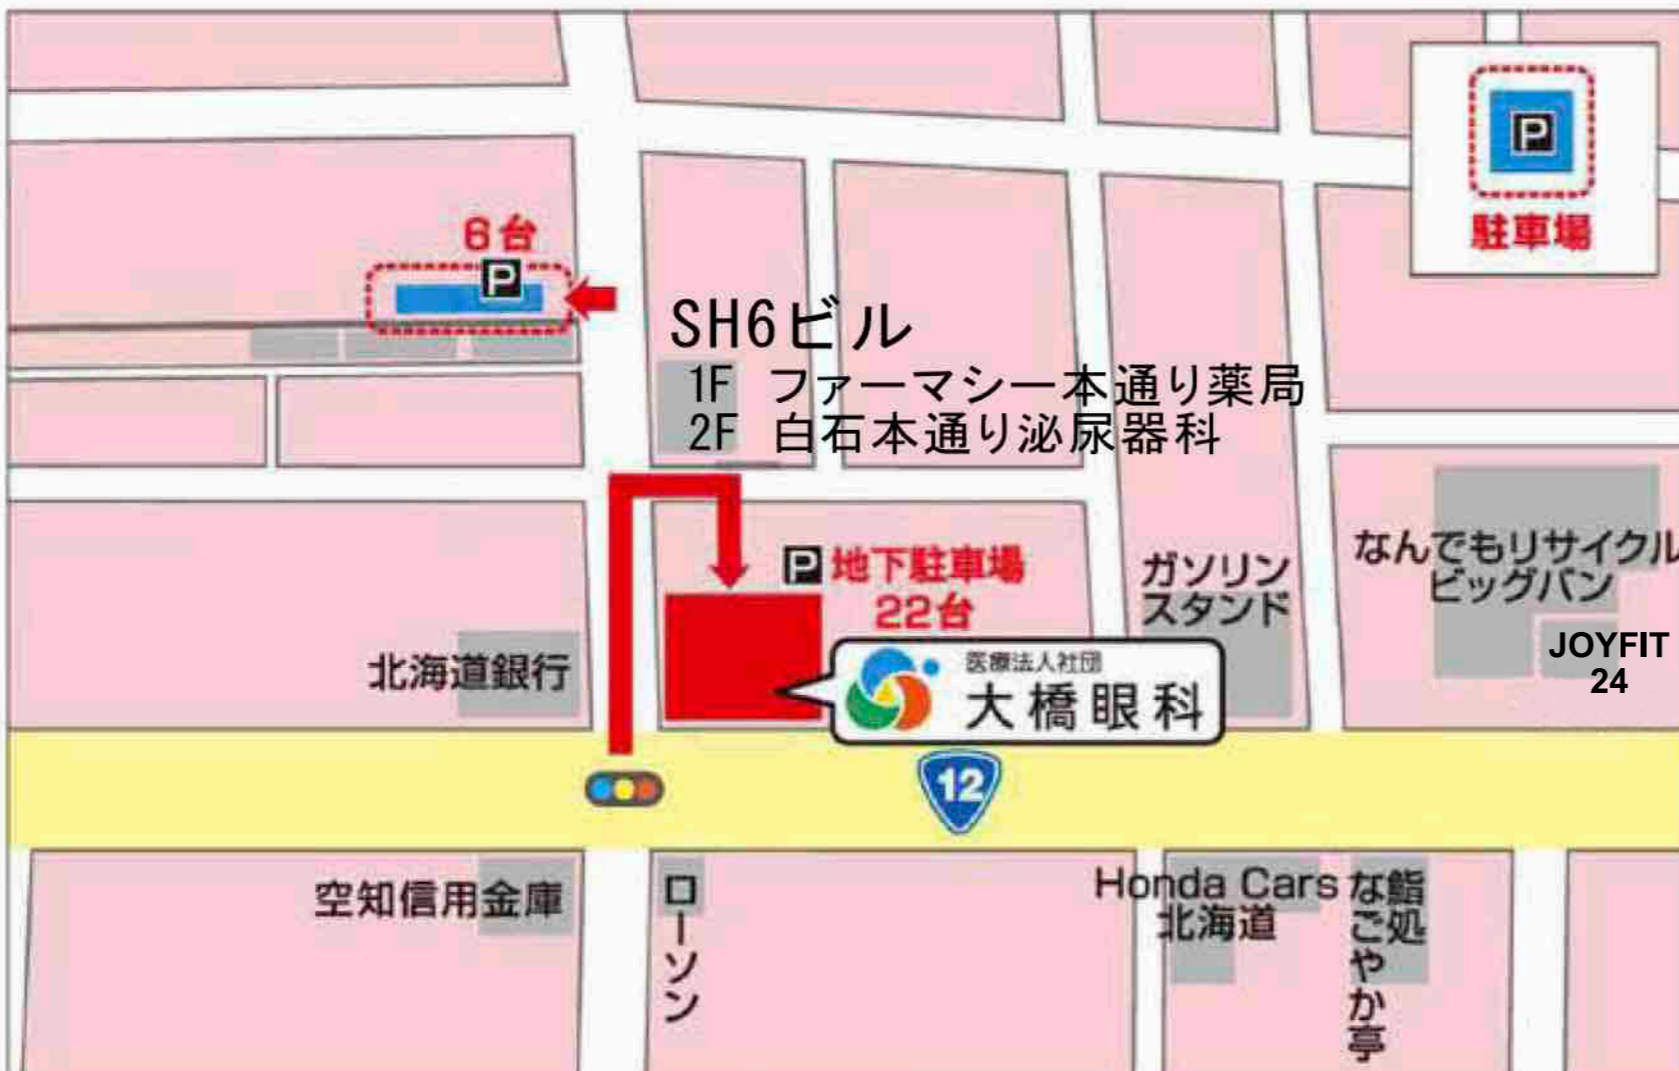 P
駐車場
6台
P
SH6ビル
1F ファーマシー本通り薬局
2F 白石本通り泌尿器科
P 地下駐車場
22台
ガソリン
スタンド
なんでもリサイクル
ビッグバン
JOYFIT
24
北海道銀行
医療法人社団
大橋眼科
12
空知信用金庫
ローソン
Honda Cars
北海道
鮨処
なごやか亭